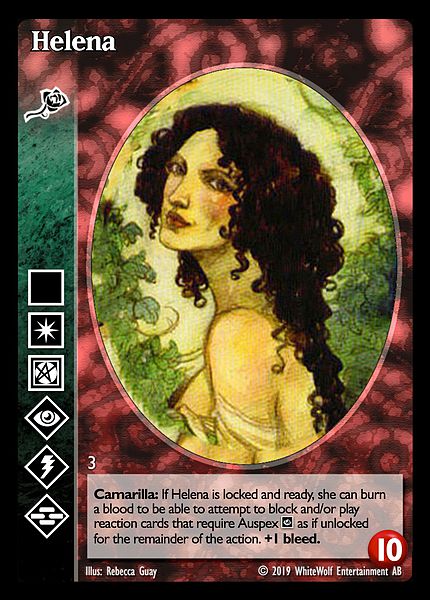 Helena
3
Camarilla: If Helena is locked and ready, she can burn
a blood to be able to attempt to block and/or play
reaction cards that require Auspex as if unlocked
for the remainder of the action. +1 bleed.
10
Illus: Rebecca Guay © 2019 WhiteWolf Entertainment AB